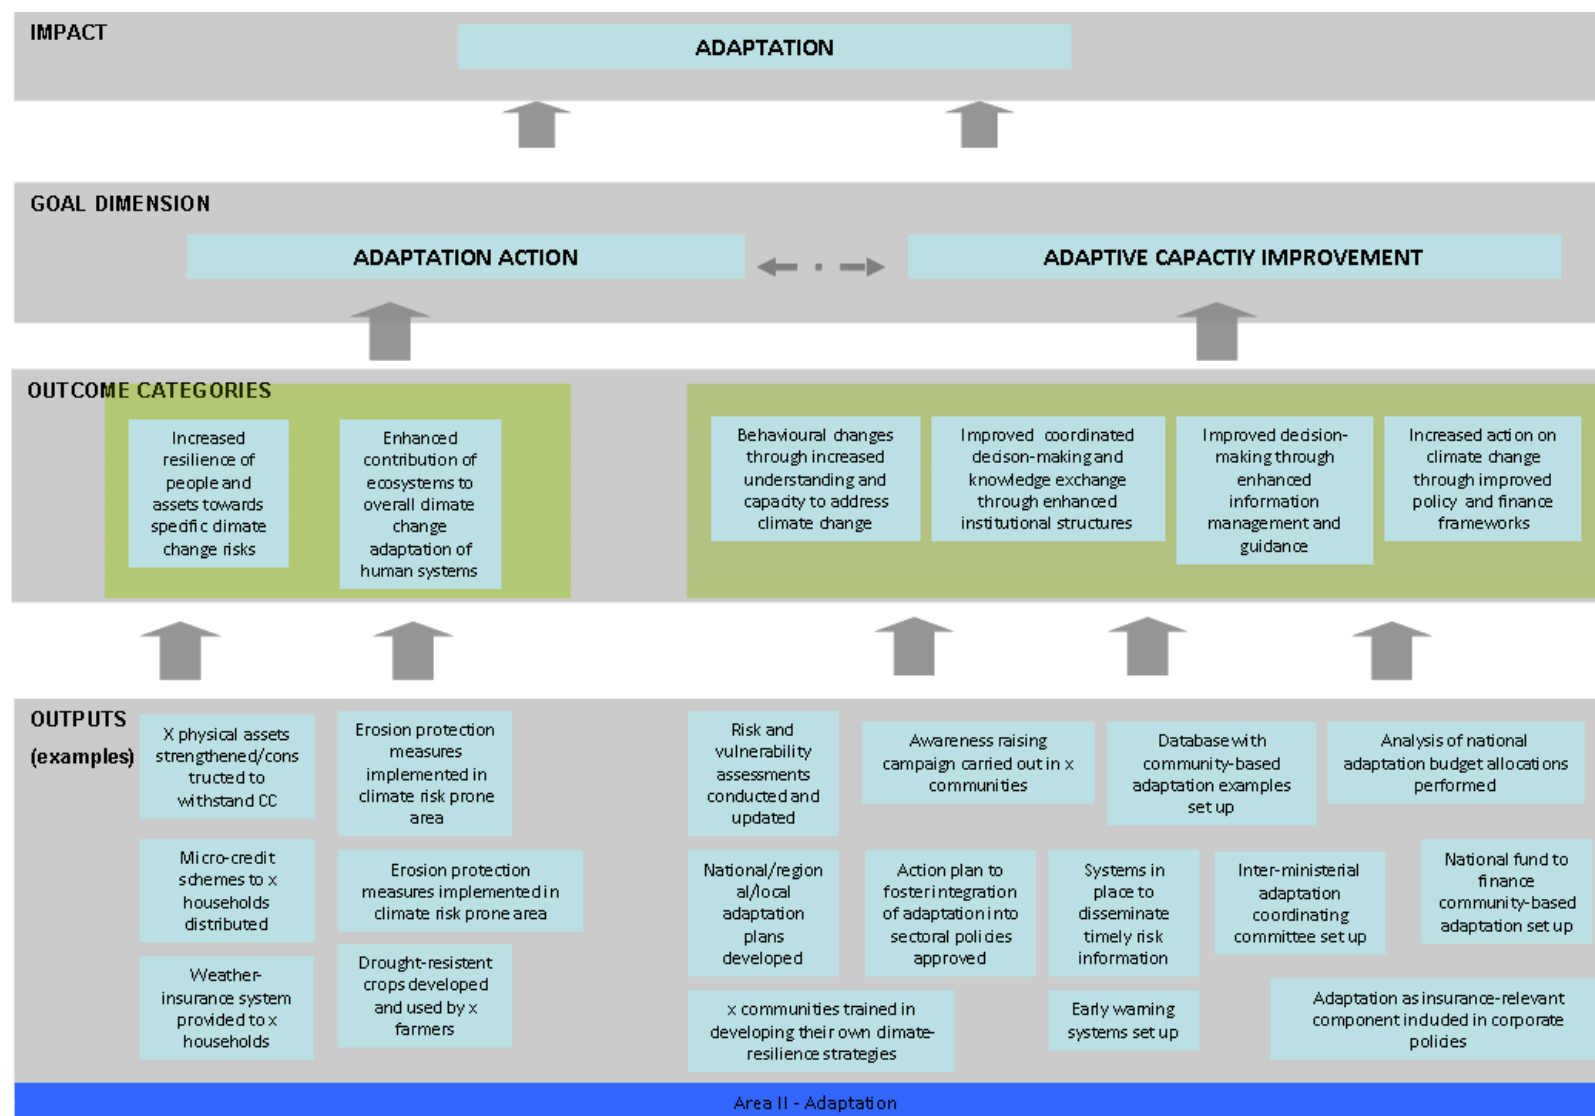 IMPACT
ADAPTATION
GOAL DIMENSION
ADAPTATION ACTION
ADAPTIVE CAPACTIY IMPROVEMENT
OUTCOME CATEGORIES
Increased
resilience of
people and
assets towards
specific climate
change risks
Enhanced
contribution of
ecosystems to
overall climate
change
adaptation of
human systems
Behavioural changes
through increased
understanding and
capacity to address
climate change
Improved coordinated
decison-making and
knowledge exchange
through enhanced
institutional structures
Improved decision-
making through
enhanced
information
management and
guidance
Increased action on
climate change
through improved
policy and finance
frameworks
OUTPUTS
(examples)
X physical assets
strengthened/cons
tructed to
withstand CC
Erosion protection
measures
implemented in
climate risk prone
area
Risk and
vulnerability
assessments
conducted and
updated
Awareness raising
campaign carried out in x
communities
Database with
community-based
adaptation examples
set up
Analysis of national
adaptation budget allocations
performed
Micro-credit
schemes to x
households
distributed
Erosion protection
measures implemented in
climate risk prone area
National/region
al/local
adaptation
plans
developed
Action plan to
foster integration
of adaptation into
sectoral policies
approved
Systems in
place to
disseminate
timely risk
information
Inter-ministerial
adaptation
coordinating
committee set up
National fund to
finance
community-based
adaptation set up
Weather-
insurance system
provided to x
households
Drought-resistent
crops developed
and used by x
farmers
x communities trained in
developing their own climate-
resilience strategies
Early warning
systems set up
Adaptation as insurance-relevant
component included in corporate
policies
Area II - Adaptation